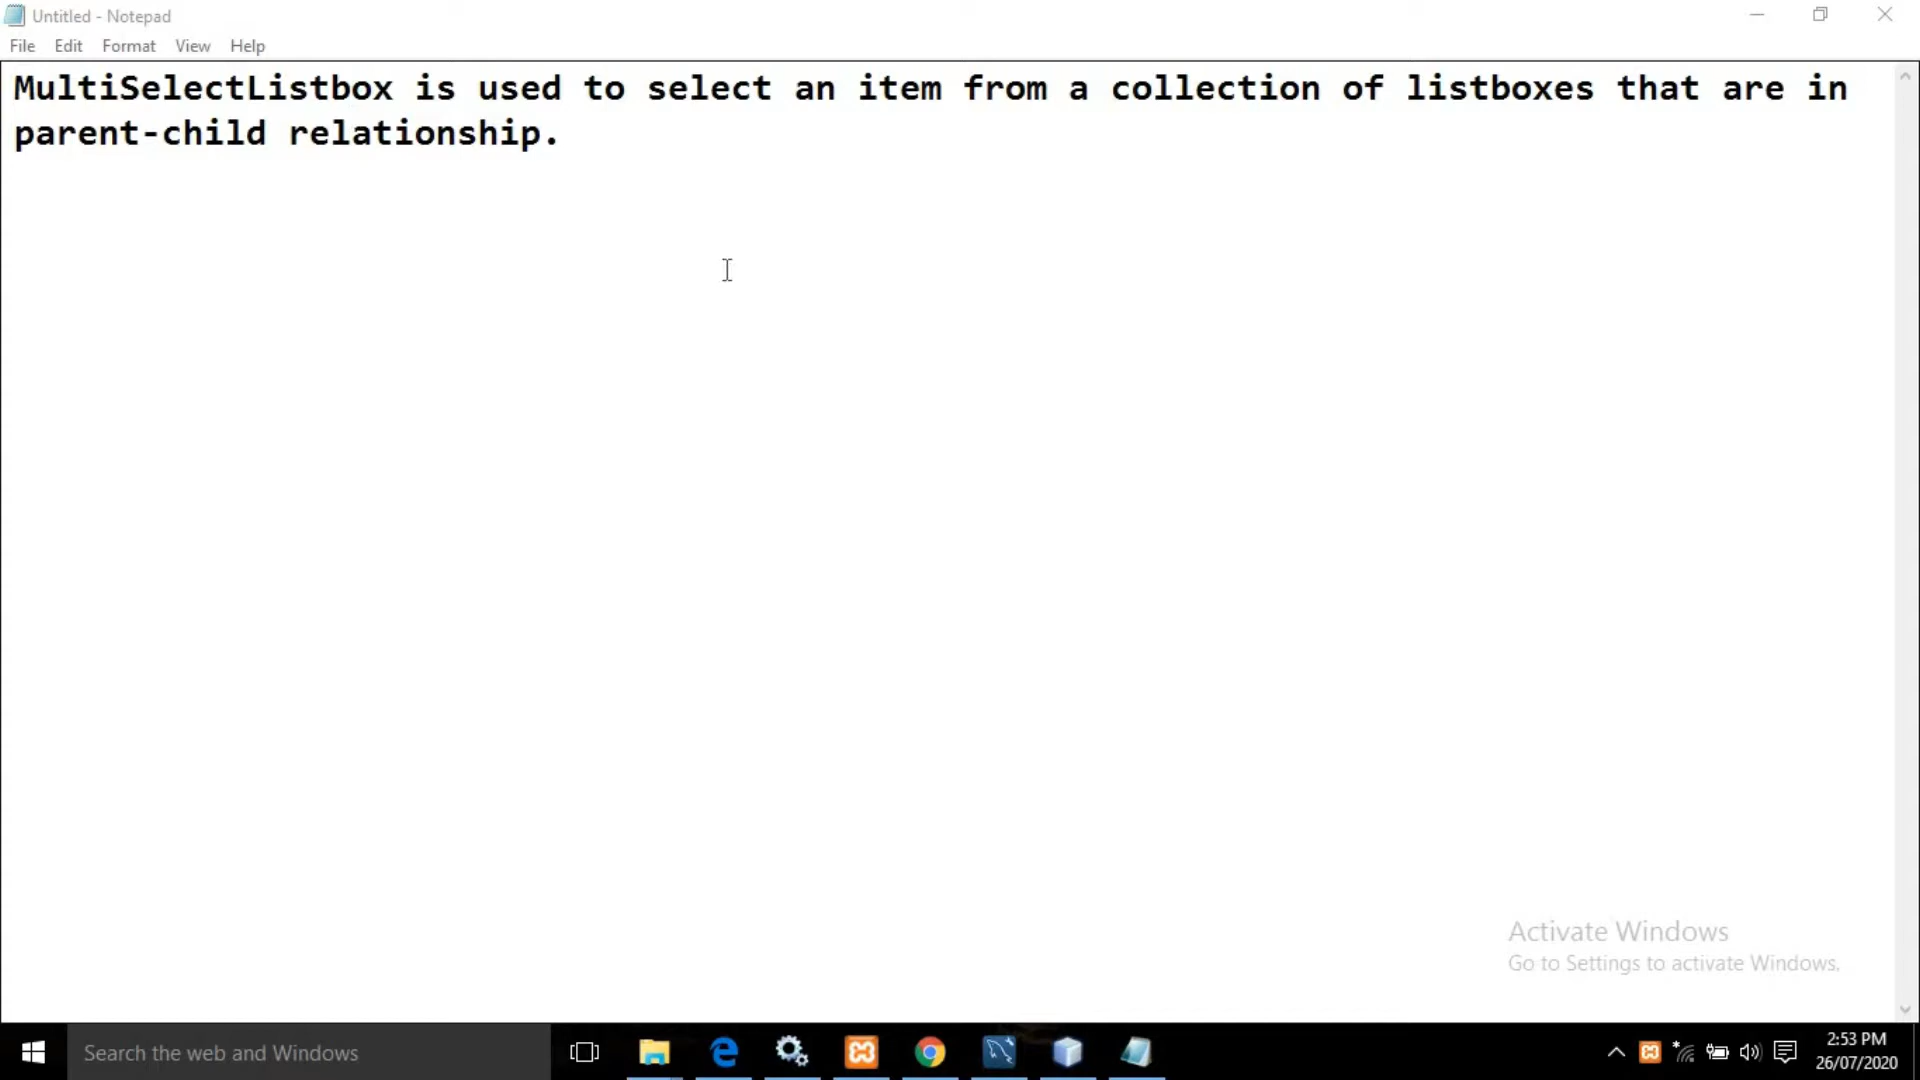 Untitled - Notepad
File Edit Format View Help
MultiSelectListbox is used to select an item from a collection of listboxes that are in
parent-child relationship.
Activate Windows
Go to Settings to activate Windows.
Search the web and Windows
2:53 PM
26/07/2020